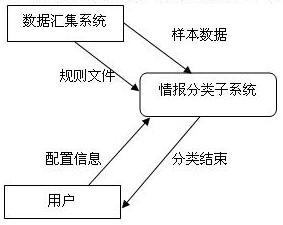 数据汇集系统
样本数据
规则文件
情报分类子系统
配置信息
分类结束
用户